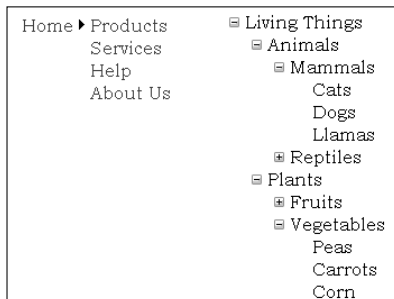 Home Products
Services
Help
About Us
Living Things
Animals
Mammals
Cats
Dogs
Llamas
Reptiles
Plants
Fruits
Vegetables
Peas
Carrots
Corn